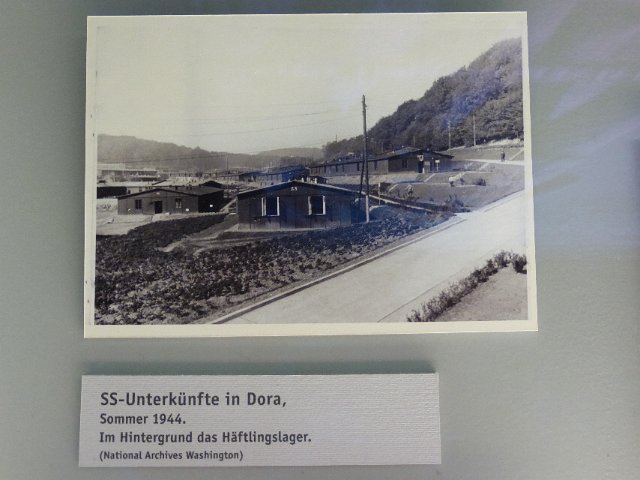 SS-Unterkünfte in Dora,
Sommer 1944.
Im Hintergrund das Häftlingslager.
(National Archives Washington)